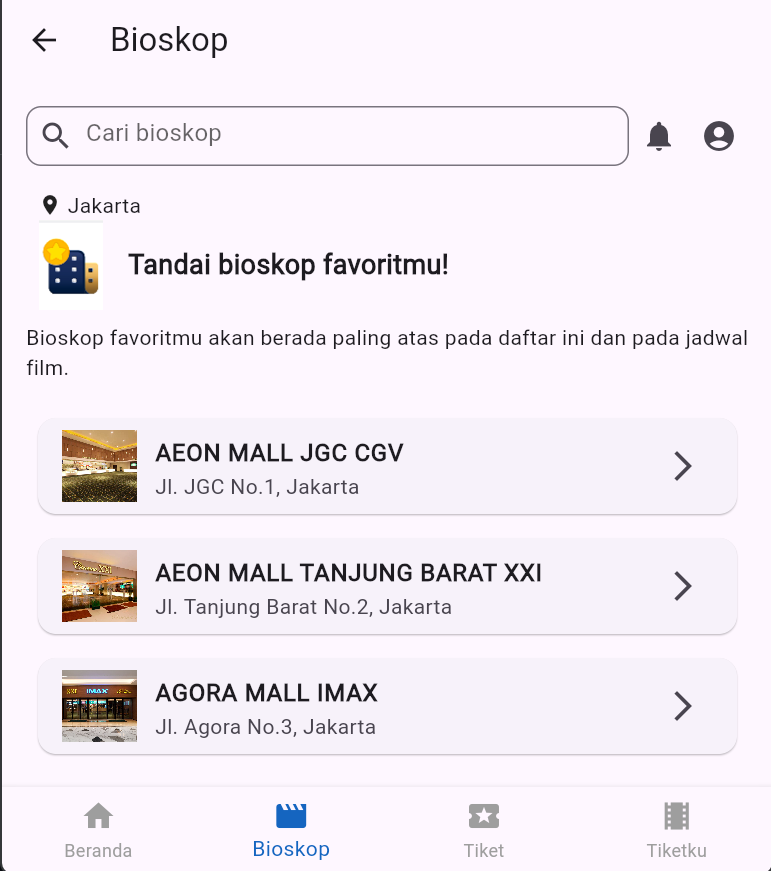 Bioskop
Cari bioskop
Jakarta
Tandai bioskop favoritmu!
Bioskop favoritmu akan berada paling atas pada daftar ini dan pada jadwal
film.
AEON MALL JGC CGV
Jl. JGC No.1, Jakarta
AEON MALL TANJUNG BARAT XXI
Jl. Tanjung Barat No.2, Jakarta
IMAX
AGORA MALL IMAX
Jl. Agora No.3, Jakarta
Beranda
Bioskop
Tiket
Tiketku